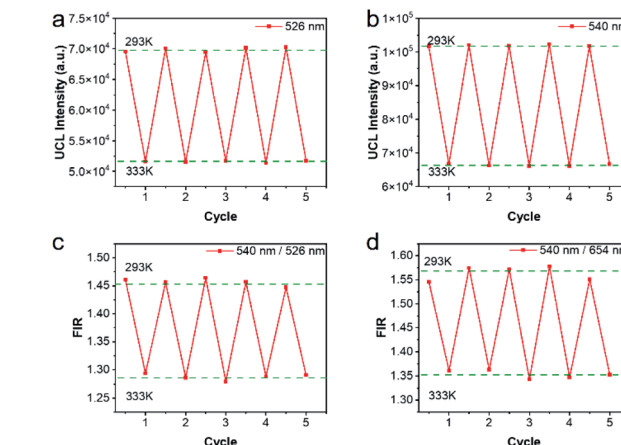 a
526 nm
293K
333K
7.5×10⁴
7.0×10⁴
6.5×10⁴
6.0×10⁴
5.5×10⁴
5.0×10⁴
UCL Intensity (a.u.)
1 2 3 4 5
Cycle
b
540 nm
293K
333K
1×10⁵
1×10⁵
9×10⁴
8×10⁴
7×10⁴
6×10⁴
UCL Intensity (a.u.)
1 2 3 4 5
Cycle
c
540 nm / 526 nm
293K
333K
1.50
1.45
1.40
1.35
1.30
1.25
FIR
1 2 3 4 5
Cycle
d
540 nm / 654 nm
293K
333K
1.60
1.55
1.50
1.45
1.40
1.35
1.30
FIR
1 2 3 4 5
Cycle